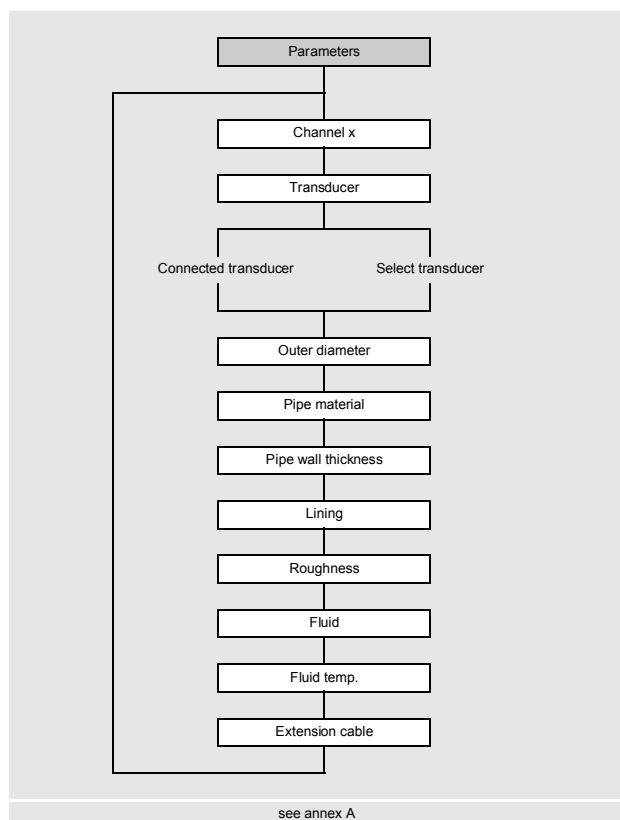 Parameters
Channel x
Transducer
Connected transducer
Select transducer
Outer diameter
Pipe material
Pipe wall thickness
Lining
Roughness
Fluid
Fluid temp.
Extension cable
see annex A